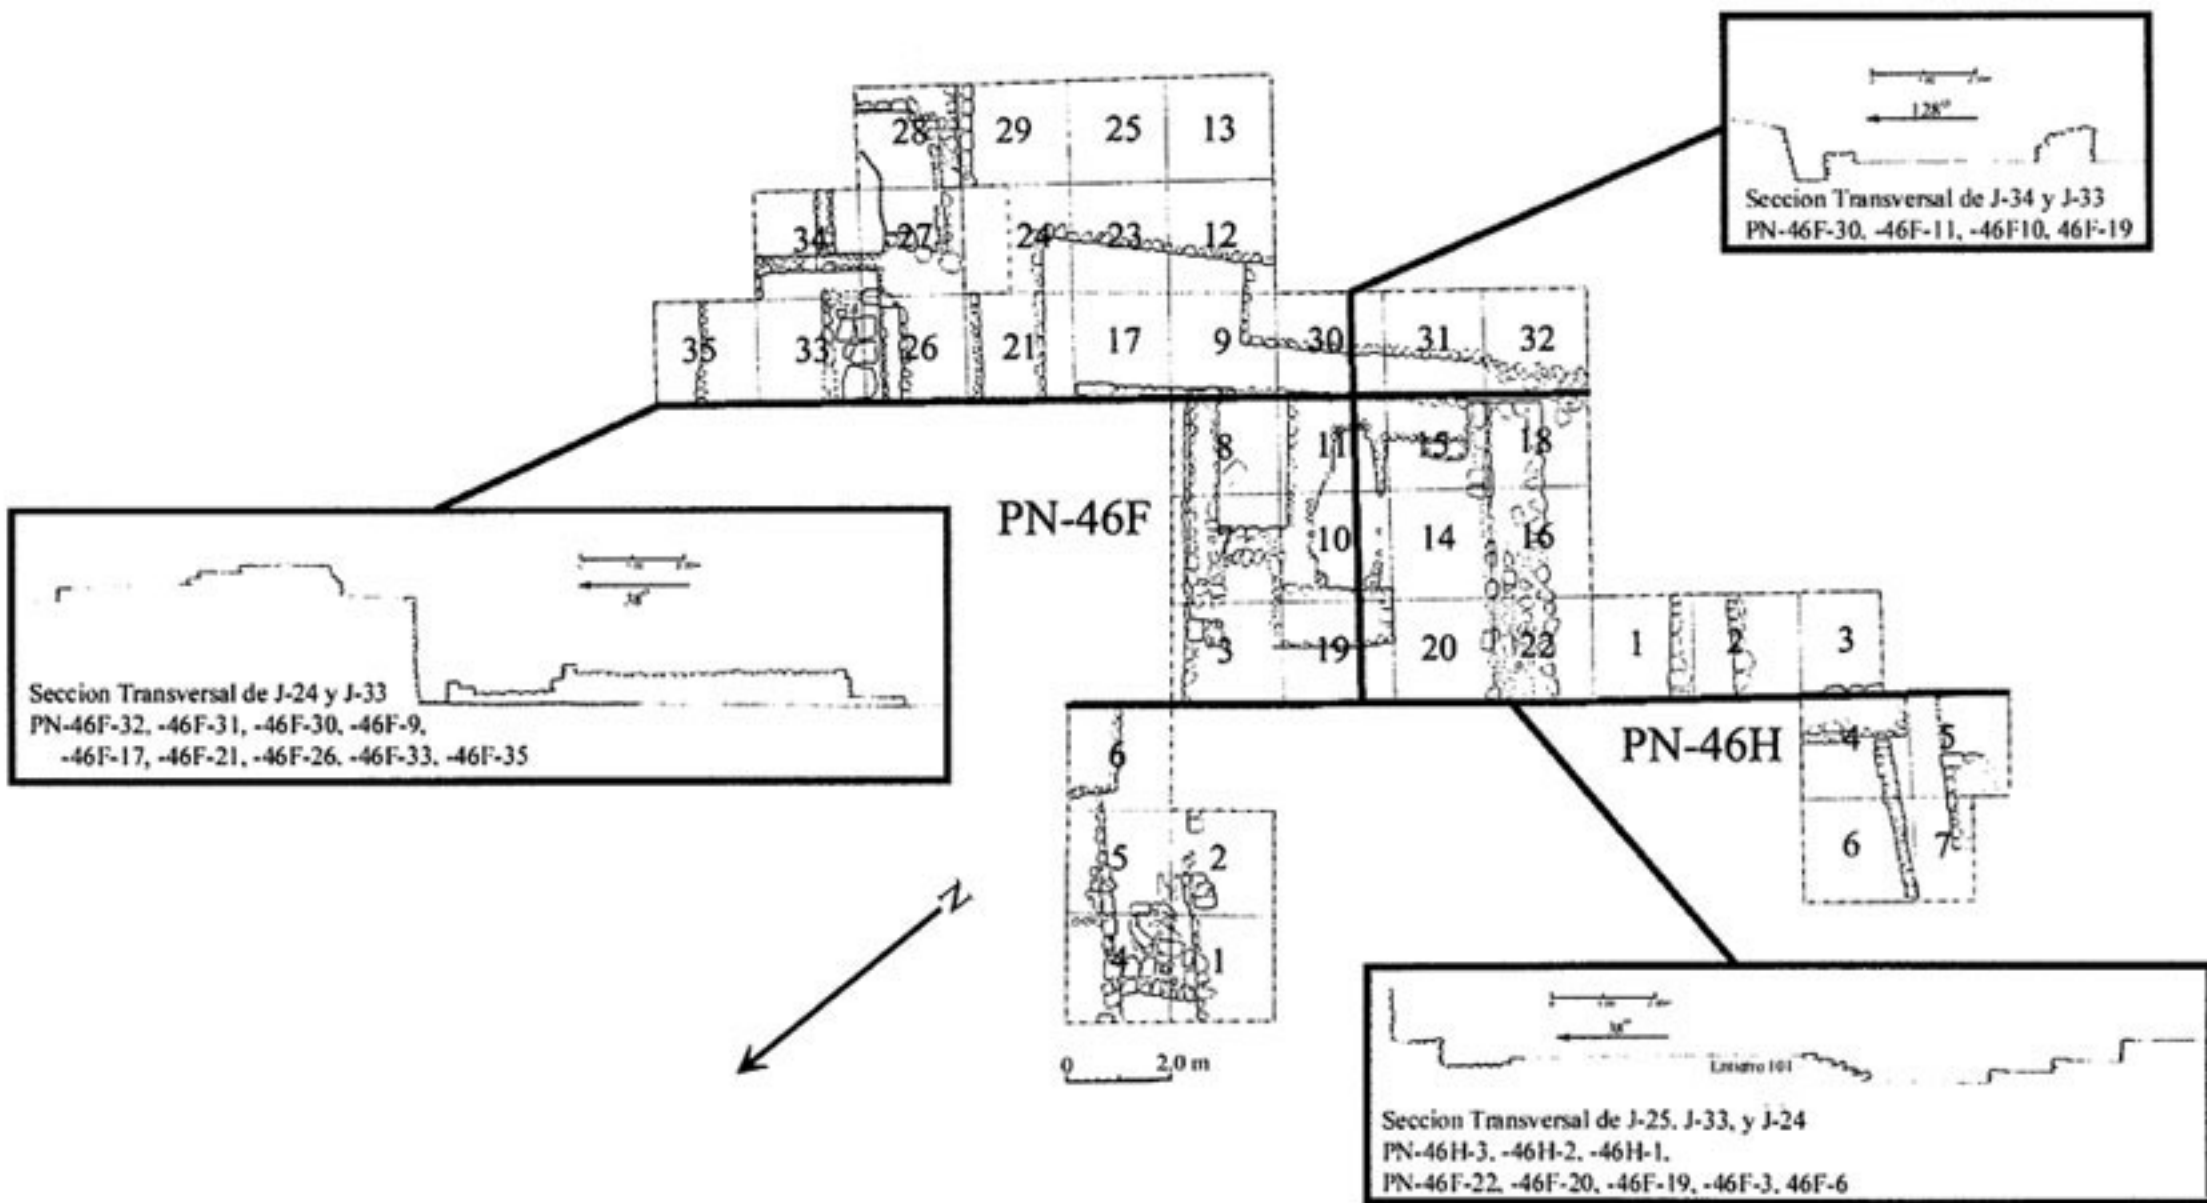 128°
Seccion Transversal de J-34 y J-33
PN-46F-30, -46F-11, -46F10, 46F-19
28 29 25 13
34 27 24 23 12
35 33 26 21 17 9 30 31 32
8 11 15 18
PN-46F
7 10 14 16
3 19 20 22 1 2 3
38°
Seccion Transversal de J-24 y J-33
PN-46F-32, -46F-31, -46F-30, -46F-9,
-46F-17, -46F-21, -46F-26, -46F-33, -46F-35
6
PN-46H
4 5
5 2
6 7
N
4 1
0 2.0 m
38°
101
Seccion Transversal de J-25, J-33, y J-24
PN-46H-3, -46H-2, -46H-1,
PN-46F-22, -46F-20, -46F-19, -46F-3, 46F-6